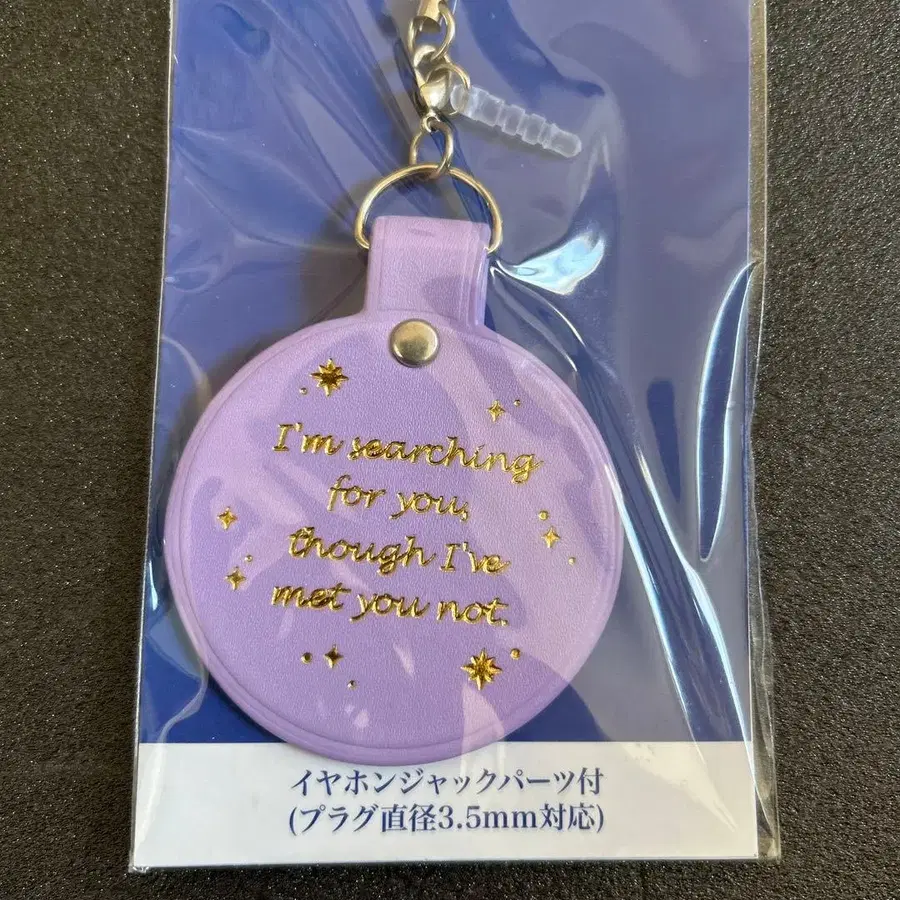 I'm searching
for you,
though I've
met you not.
イヤホンジャックパーツ付
(プラグ直径3.5mm対応)